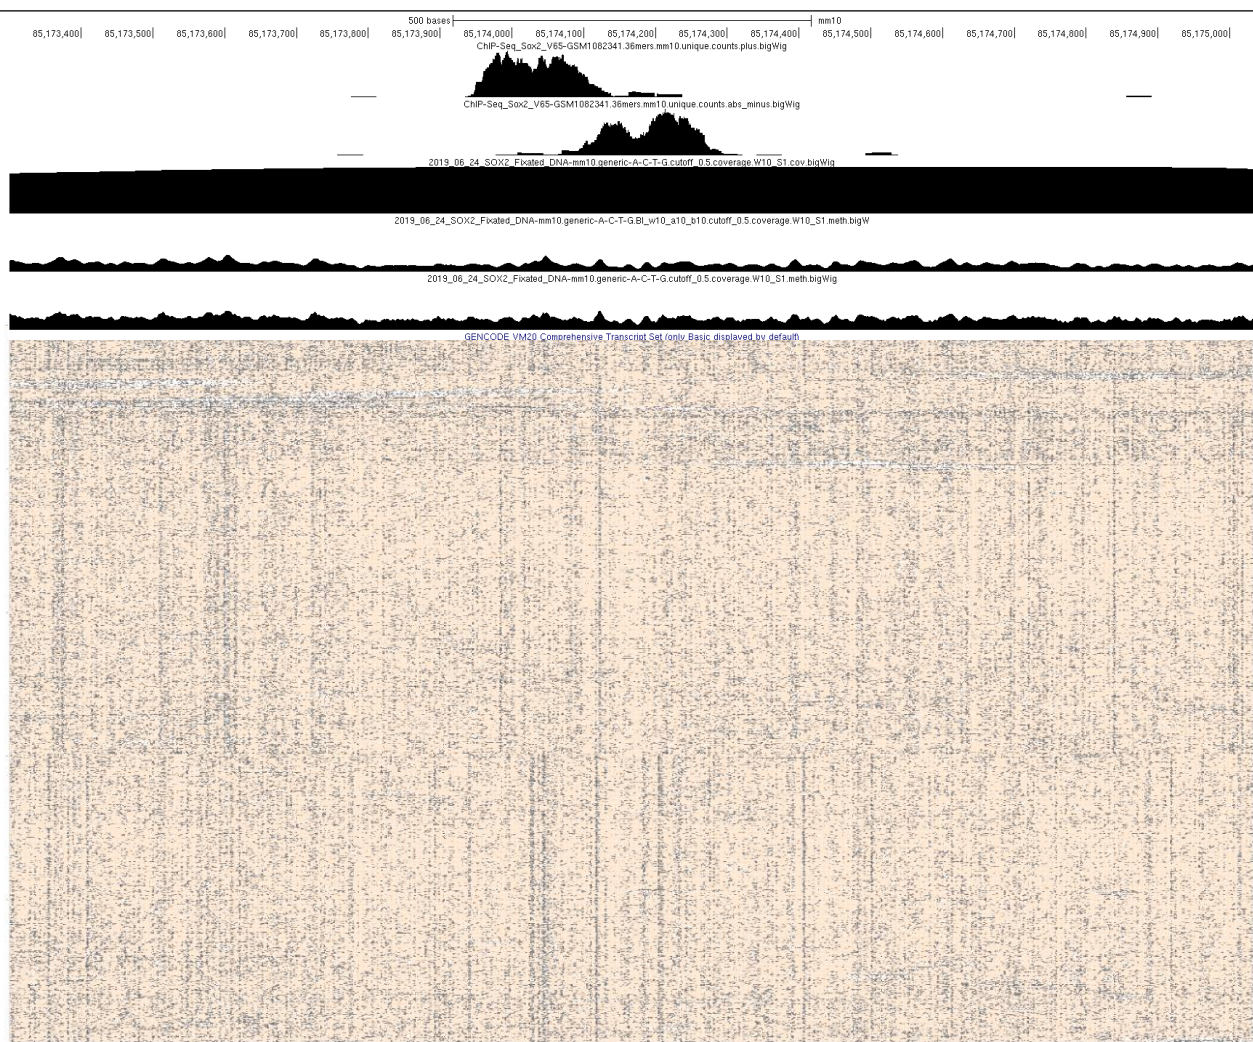 500 bases mm10
85,173,400 85,173,500 85,173,600 85,173,700 85,173,800 85,173,900 85,174,000 85,174,100 85,174,200 85,174,300 85,174,400 85,174,500 85,174,600 85,174,700 85,174,800 85,174,900 85,175,000
ChIP-Seq_Sox2_V65-GSM1082341.36mers.mm10.unique.counts.plus.bigWig
ChIP-Seq_Sox2_V65-GSM1082341.36mers.mm10.unique.counts.abs_minus.bigWig
2019_06_24_SOX2_Fixated_DNA-mm10.generic-A-C-T-G.cutoff_0.5.coverage.W10_S1.cov.bigWig
2019_06_24_SOX2_Fixated_DNA-mm10.generic-A-C-T-G.BI_w10_a10_b10.cutoff_0.5.coverage.W10_S1.meth.bigW
2019_06_24_SOX2_Fixated_DNA-mm10.generic-A-C-T-G.cutoff_0.5.coverage.W10_S1.meth.bigWig
GENCODE VM20 Comprehensive Transcript Set (only Basic displayed by default)